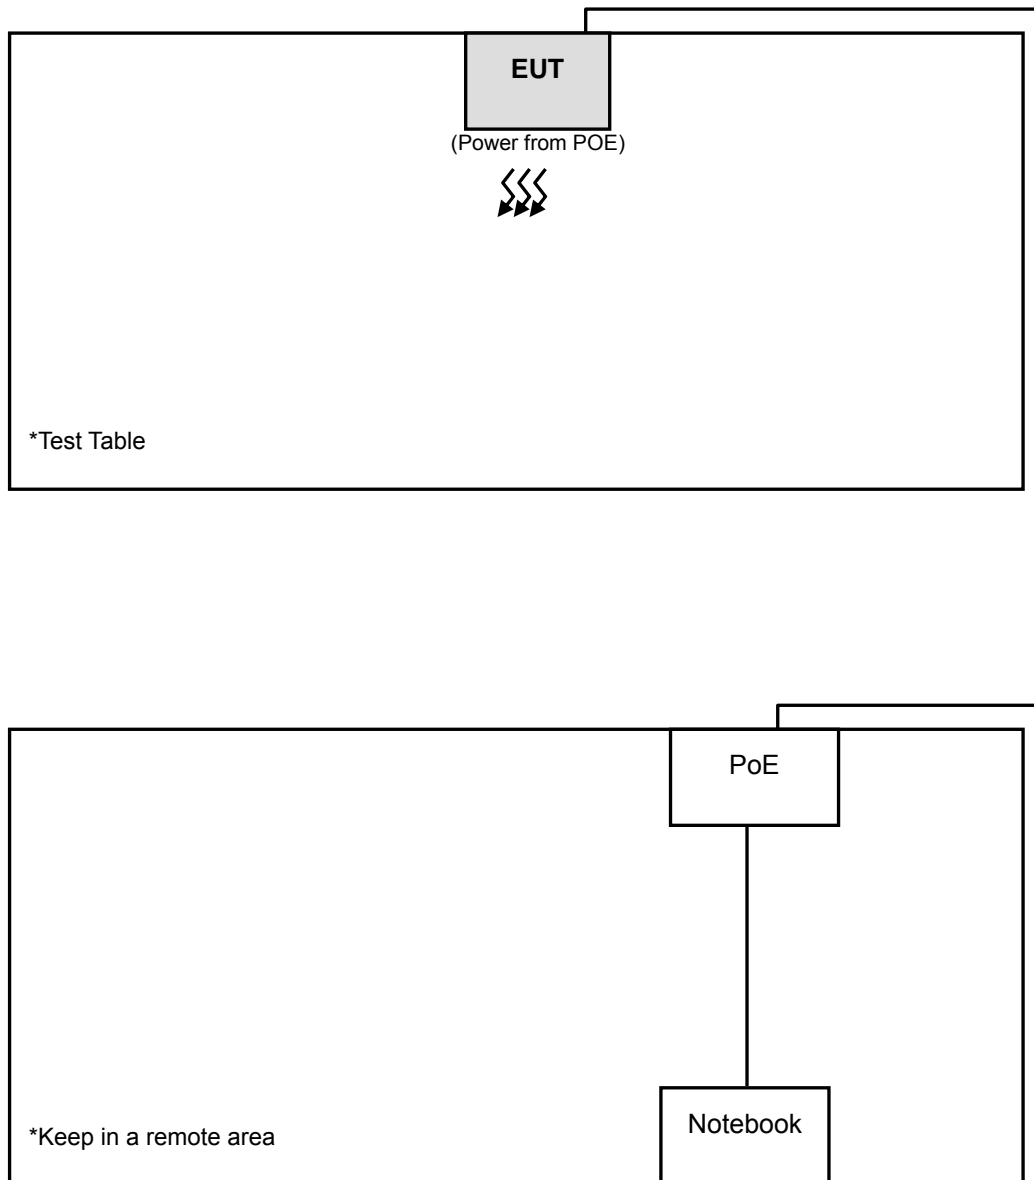 EUT
(Power from POE)
*Test Table
PoE
Notebook
*Keep in a remote area